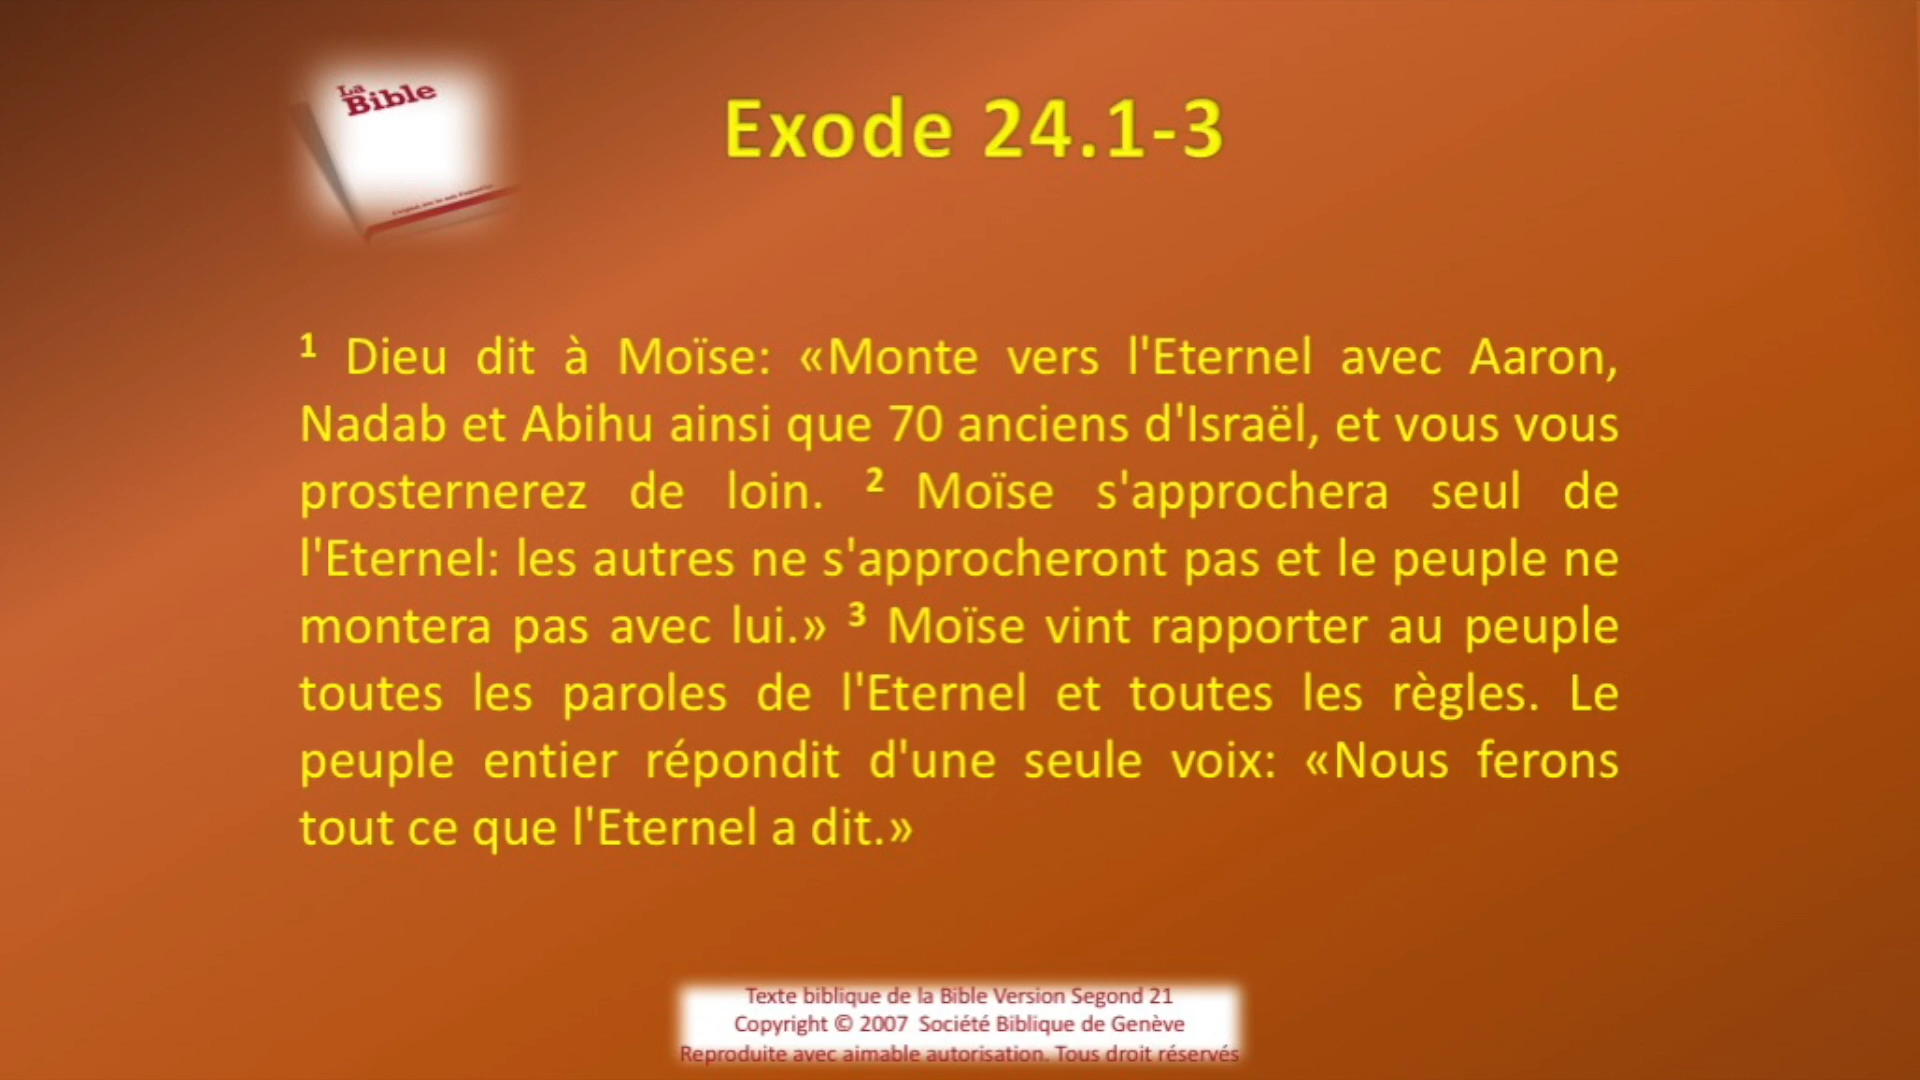 La
Bible
Exode 24.1-3
1 Dieu dit à Moïse: «Monte vers l'Eternel avec Aaron,
Nadab et Abihu ainsi que 70 anciens d'Israël, et vous vous
prosternerez de loin. 2 Moïse s'approchera seul de
l'Eternel: les autres ne s'approcheront pas et le peuple ne
montera pas avec lui.» 3 Moïse vint rapporter au peuple
toutes les paroles de l'Eternel et toutes les règles. Le
peuple entier répondit d'une seule voix: «Nous ferons
tout ce que l'Eternel a dit.»
Texte biblique de la Bible Version Segond 21
Copyright © 2007 Société Biblique de Genève
Reproduite avec aimable autorisation. Tous droit réservés